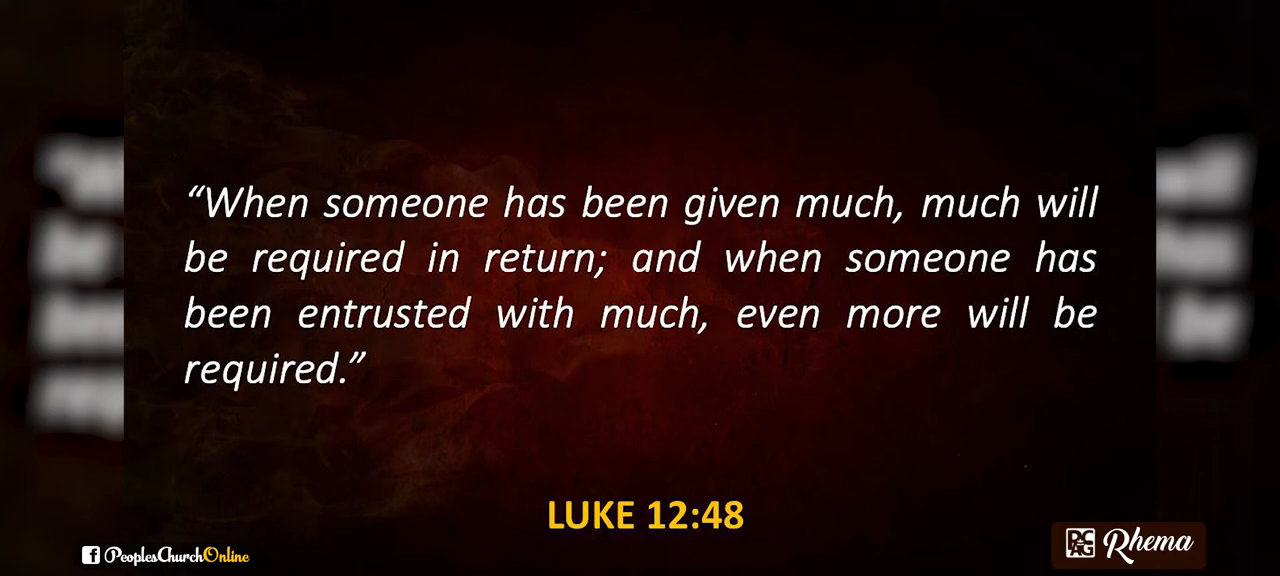 “When someone has been given much, much will
be required in return; and when someone has
been entrusted with much, even more will be
required.”
LUKE 12:48
PeoplesChurchOnline
PCAG Rhema